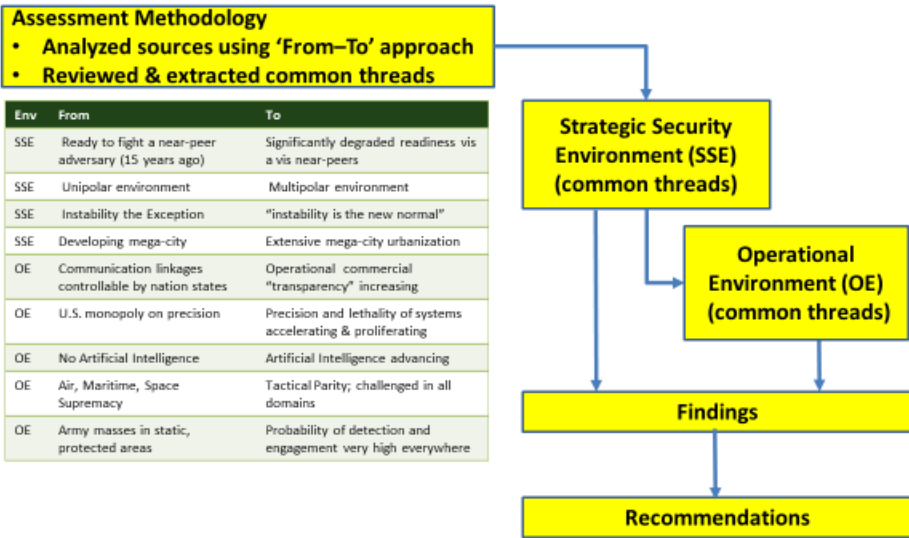 Assessment Methodology
• Analyzed sources using ‘From–To’ approach
• Reviewed & extracted common threads
Env From To
SSE Ready to fight a near-peer Significantly degraded readiness vis
adversary (15 years ago) a vis near-peers
SSE Unipolar environment Multipolar environment
SSE Instability the Exception “instability is the new normal”
SSE Developing mega-city Extensive mega-city urbanization
OE Communication linkages Operational commercial
controllable by nation states “transparency” increasing
OE U.S. monopoly on precision Precision and lethality of systems
accelerating & proliferating
OE No Artificial Intelligence Artificial Intelligence advancing
OE Air, Maritime, Space Tactical Parity; challenged in all
Supremacy domains
OE Army masses in static, Probability of detection and
protected areas engagement very high everywhere
Strategic Security
Environment (SSE)
(common threads)
Operational
Environment (OE)
(common threads)
Findings
Recommendations